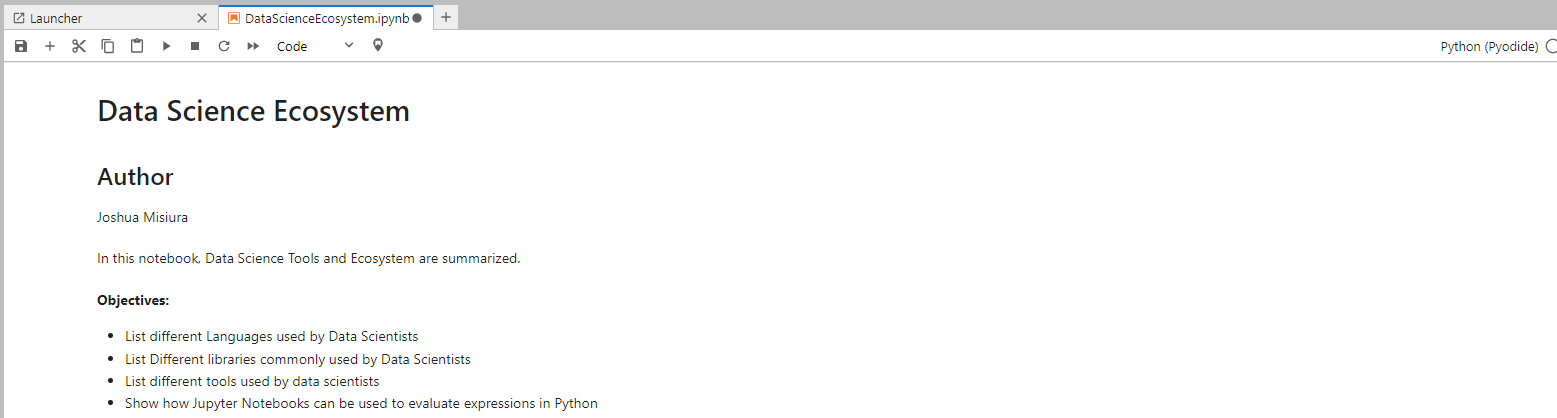 Launcher
DataScienceEcosystem.ipynb
Code
Python (Pyodide)
Data Science Ecosystem
Author
Joshua Misiura
In this notebook, Data Science Tools and Ecosystem are summarized.
Objectives:
List different Languages used by Data Scientists
List Different libraries commonly used by Data Scientists
List different tools used by data scientists
Show how Jupyter Notebooks can be used to evaluate expressions in Python